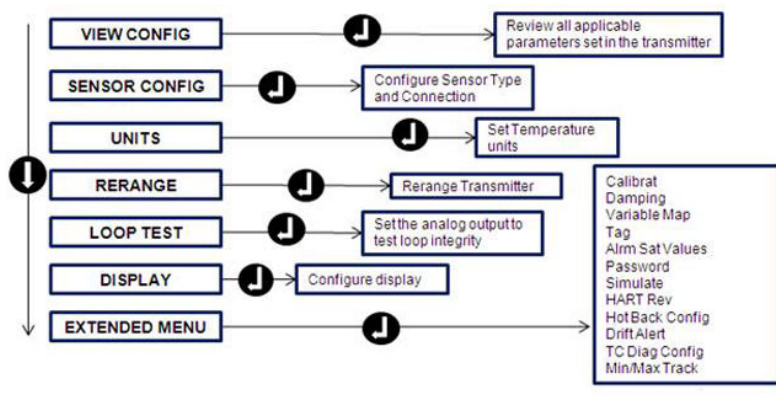 VIEW CONFIG
Review all applicable
parameters set in the transmitter
SENSOR CONFIG
Configure Sensor Type
and Connection
UNITS
Set Temperature
units
RERANGE
Rerange Transmitter
LOOP TEST
Set the analog output to
test loop integrity
DISPLAY
Configure display
EXTENDED MENU
Calibrat
Damping
Variable Map
Tag
Alrm Sat Values
Password
Simulate
HART Rev
Hot Back Config
Drift Alert
TC Diag Config
Min/Max Track